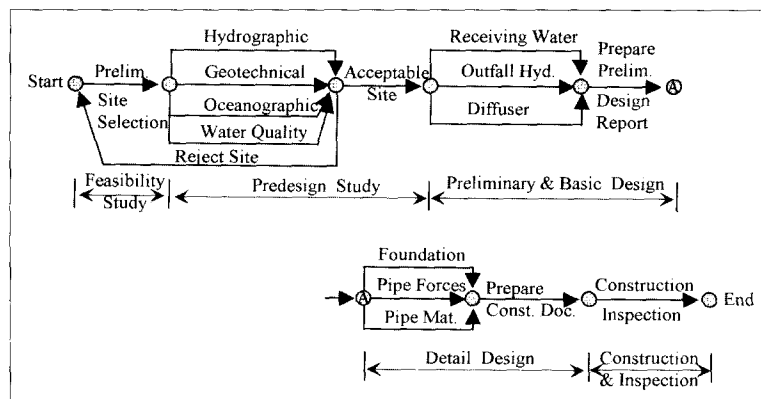 Hydrographic
Receiving Water
Prepare
Start
Prelim.
Geotechnical
Acceptable
Outfall Hyd.
Prelim.
A
Site
Oceanographic
Site
Design
Selection
Water Quality
Diffuser
Report
Reject Site
Feasibility
Study
Predesign Study
Preliminary & Basic Design
Foundation
A
Pipe Forces
Prepare
Construction
End
Pipe Mat.
Const. Doc.
Inspection
Detail Design
Construction
& Inspection